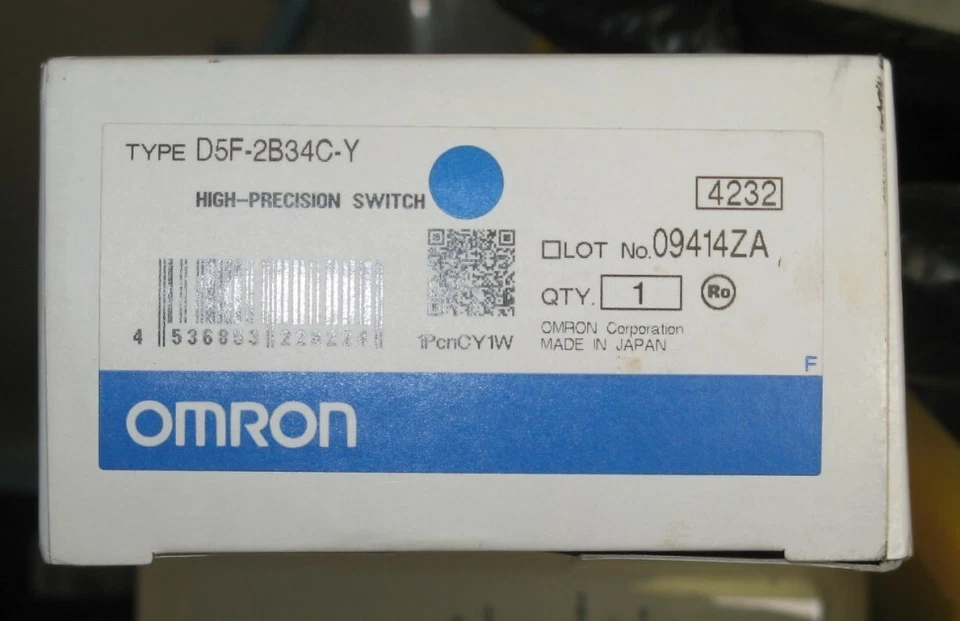 TYPE D5F-2B34C-Y
HIGH-PRECISION SWITCH
4232
LOT No. 09414ZA
QTY. 1 Ro
1PcnCY1W
OMRON Corporation
MADE IN JAPAN
F
OMRON